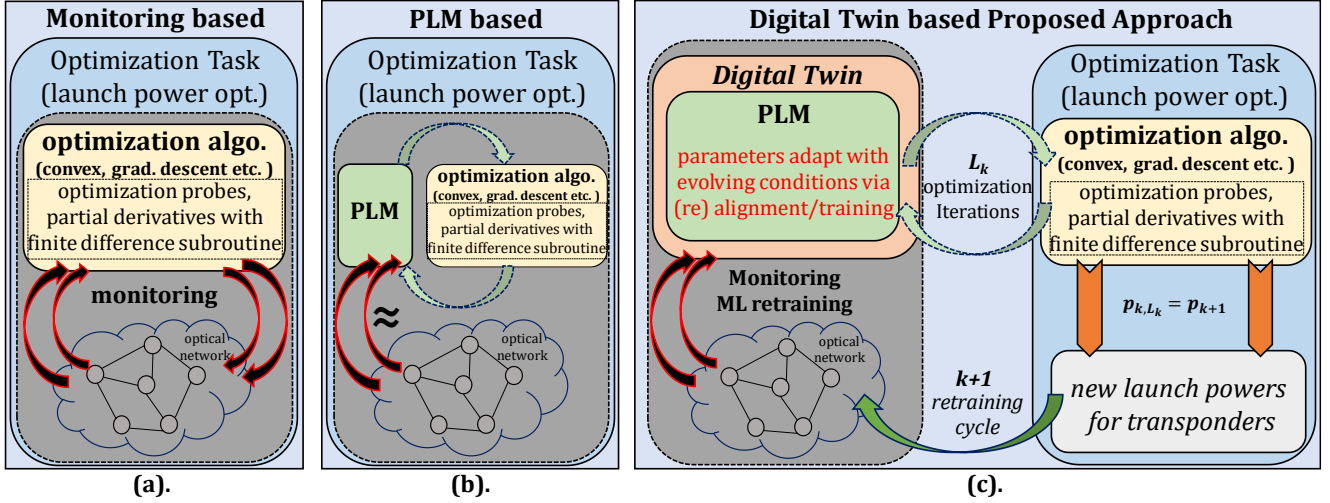 Monitoring based
Optimization Task
(launch power opt.)
optimization algo.
(convex, grad. descent etc. )
optimization probes,
partial derivatives with
finite difference subroutine
monitoring
optical
network
(a).
PLM based
Optimization Task
(launch power opt.)
PLM
optimization algo.
(convex, grad. descent etc. )
optimization probes,
partial derivatives with
finite difference subroutine
≈
optical
network
(b).
Digital Twin based Proposed Approach
Digital Twin
PLM
parameters adapt with
evolving conditions via
(re) alignment/training
Monitoring
ML retraining
optical
network
L_k
optimization
Iterations
k+1
retraining
cycle
Optimization Task
(launch power opt.)
optimization algo.
(convex, grad. descent etc. )
optimization probes,
partial derivatives with
finite difference subroutine
p_{k,L_k} = p_{k+1}
new launch powers
for transponders
(c).